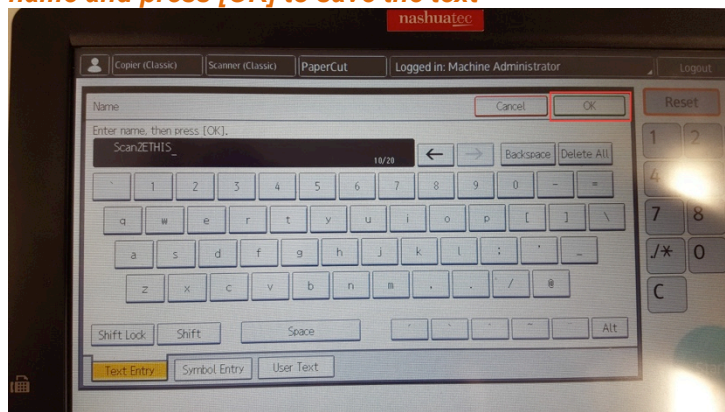 name and press [OK] to save the text
nashuatec
Copier (Classic) Scanner (Classic) PaperCut Logged in: Machine Administrator Logout
Name Cancel OK Reset
Enter name, then press [OK].
Scan2ETHIS_
10/20 ← → Backspace Delete All
` 1 2 3 4 5 6 7 8 9 0 - = 1 2
q w e r t y u i o p [ ] \ 7 8
a s d f g h j k l ; ' _ ./* 0
z x c v b n m , . / @ C
Shift Lock Shift Space Alt
Text Entry Symbol Entry User Text